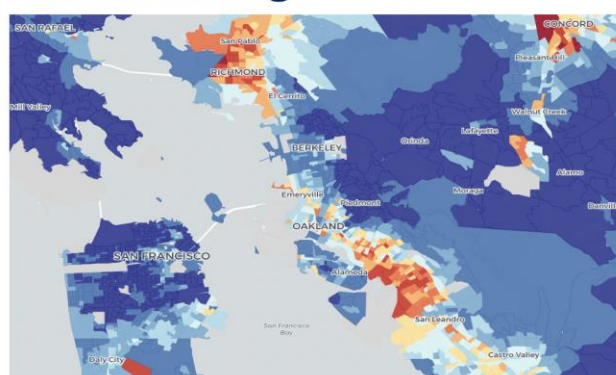 SAN RAFAEL
CONCORD
San Pablo
Pleasant Hill
RICHMOND
El Cerrito
Mill Valley
Walnut Creek
Lafayette
Orinda
BERKELEY
Alamo
Moraga
Emeryville
Piedmont
Danville
OAKLAND
SAN FRANCISCO
Alameda
San Leandro
San Francisco
Bay
Castro Valley
Daly City